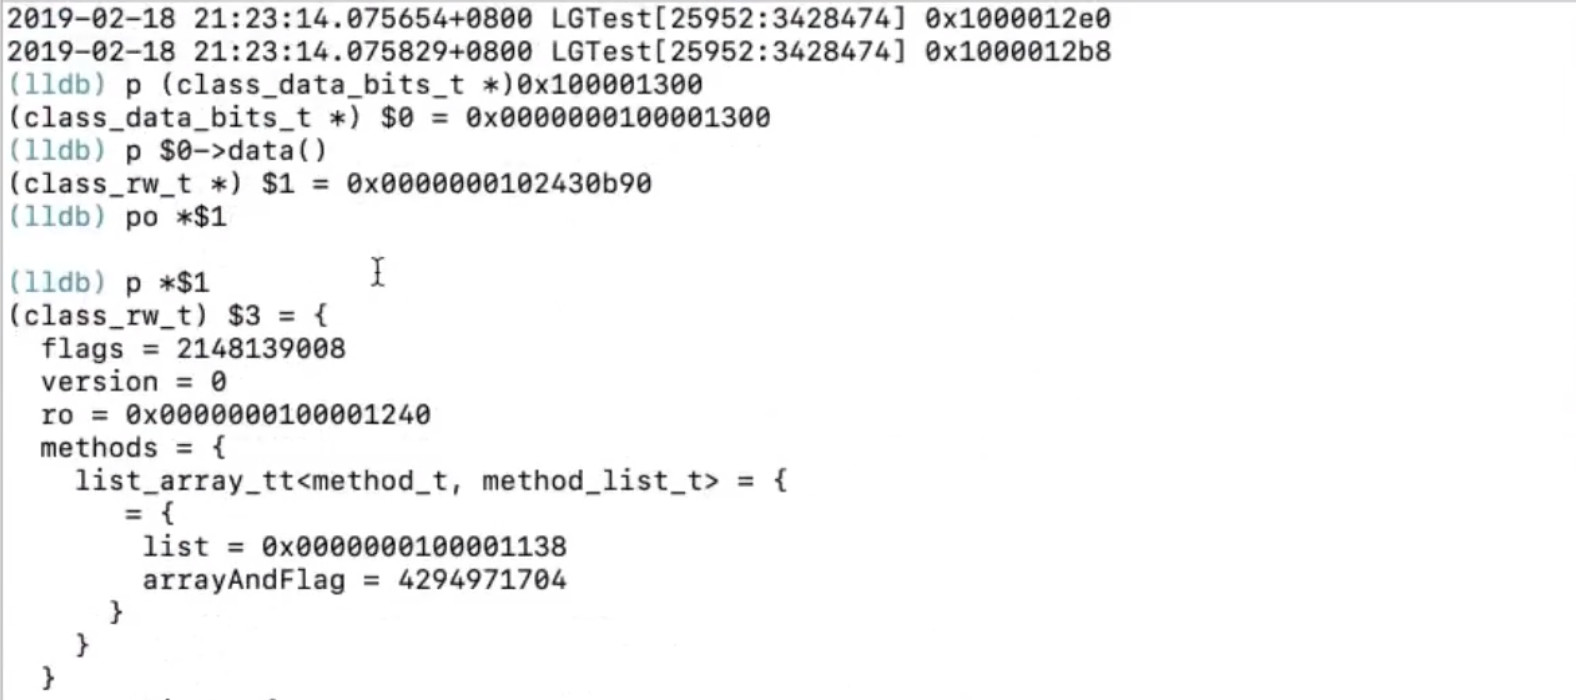 2019-02-18 21:23:14.075654+0800 LGTest[25952:3428474] 0x1000012e0
2019-02-18 21:23:14.075829+0800 LGTest[25952:3428474] 0x1000012b8
(lldb) p (class_data_bits_t *)0x100001300
(class_data_bits_t *) $0 = 0x0000000100001300
(lldb) p $0->data()
(class_rw_t *) $1 = 0x0000000102430b90
(lldb) po *$1
(lldb) p *$1
(class_rw_t) $3 = {
  flags = 2148139008
  version = 0
  ro = 0x0000000100001240
  methods = {
    list_array_tt<method_t, method_list_t> = {
       = {
        list = 0x0000000100001138
        arrayAndFlag = 4294971704
      }
    }
  }